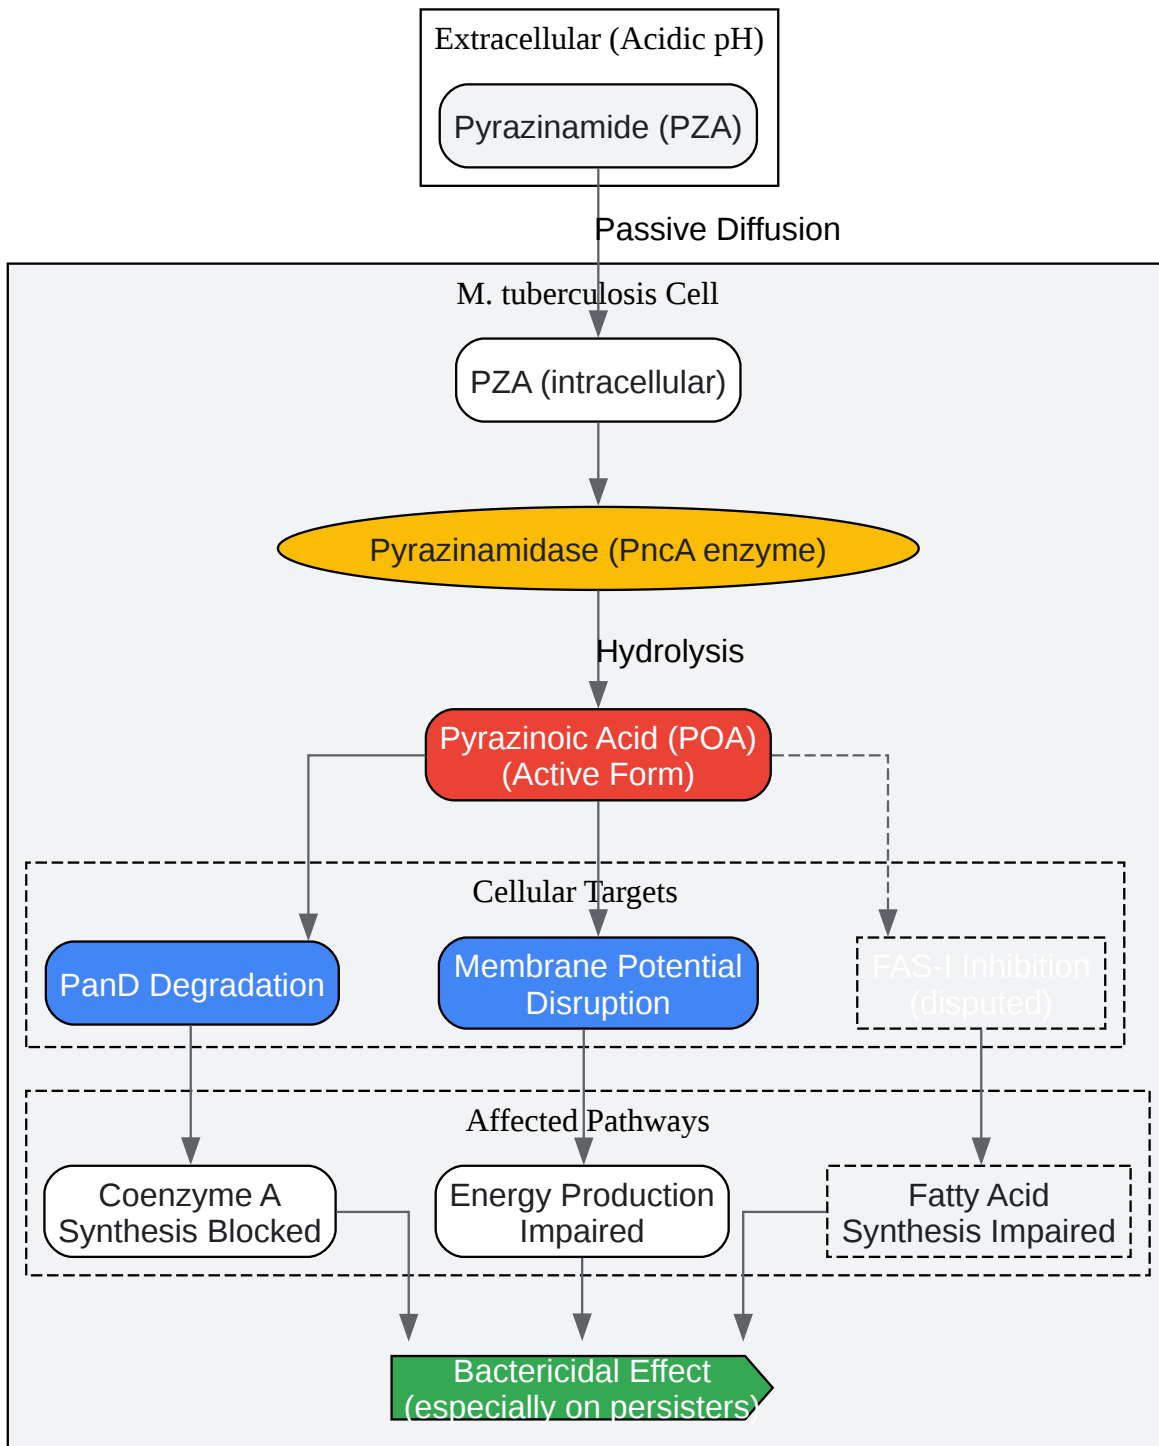 Extracellular (Acidic pH)
Pyrazinamide (PZA)
Passive Diffusion
M. tuberculosis Cell
PZA (intracellular)
Pyrazinamidase (PncA enzyme)
Hydrolysis
Pyrazinoic Acid (POA)
(Active Form)
Cellular Targets
PanD Degradation
Membrane Potential
Disruption
FAS-I Inhibition
(disputed)
Affected Pathways
Coenzyme A
Synthesis Blocked
Energy Production
Impaired
Fatty Acid
Synthesis Impaired
Bactericidal Effect
(especially on persisters)